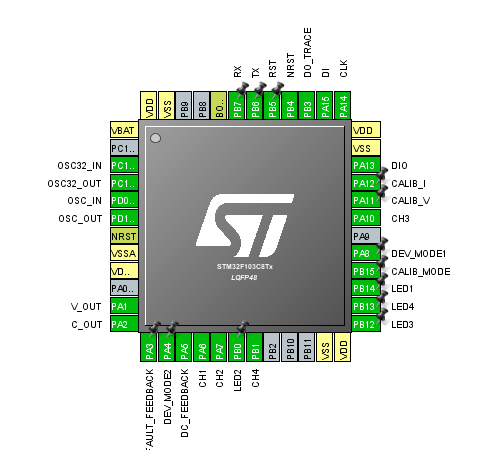 RX
TX
RST
NRST
DO_TRACE
DI
CLK
VDD
VSS
PB9
PB8
BO..
PB7
PB6
PB5
PB4
PB3
PA15
PA14
VBAT
PC1..
OSC32_IN
PC1..
OSC32_OUT
PC1..
OSC_IN
PD0..
OSC_OUT
PD1..
NRST
VSSA
VD..
PA0..
V_OUT
PA1
C_OUT
PA2
VDD
VSS
PA13
DIO
PA12
CALIB_I
PA11
CALIB_V
PA10
CH3
PA9
PA8
DEV_MODE1
PB15
CALIB_MODE
PB14
LED1
PB13
LED4
PB12
LED3
ST
STM32F103C8Tx
LQFP48
PA3
PA4
PA5
PA6
PA7
PB0
PB1
PB2
PB10
PB11
VSS
VDD
FAULT_FEEDBACK
DEV_MODE2
DC_FEEDBACK
CH1
CH2
LED2
CH4